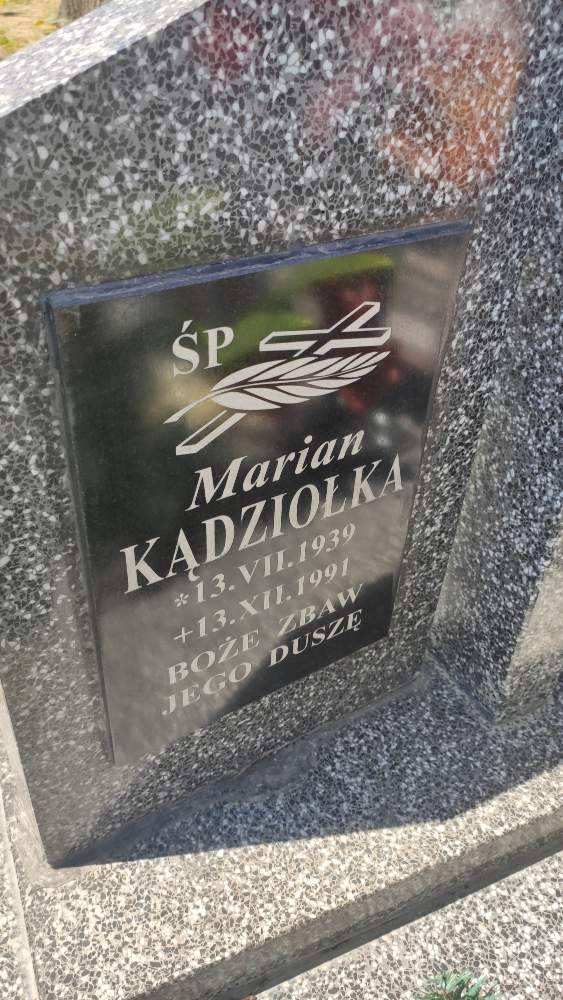 ŚP
Marian
KĄDZIOŁKA
*13.VII.1939
+13.XII.1991
BOŻE ZBAW
JEGO DUSZĘ